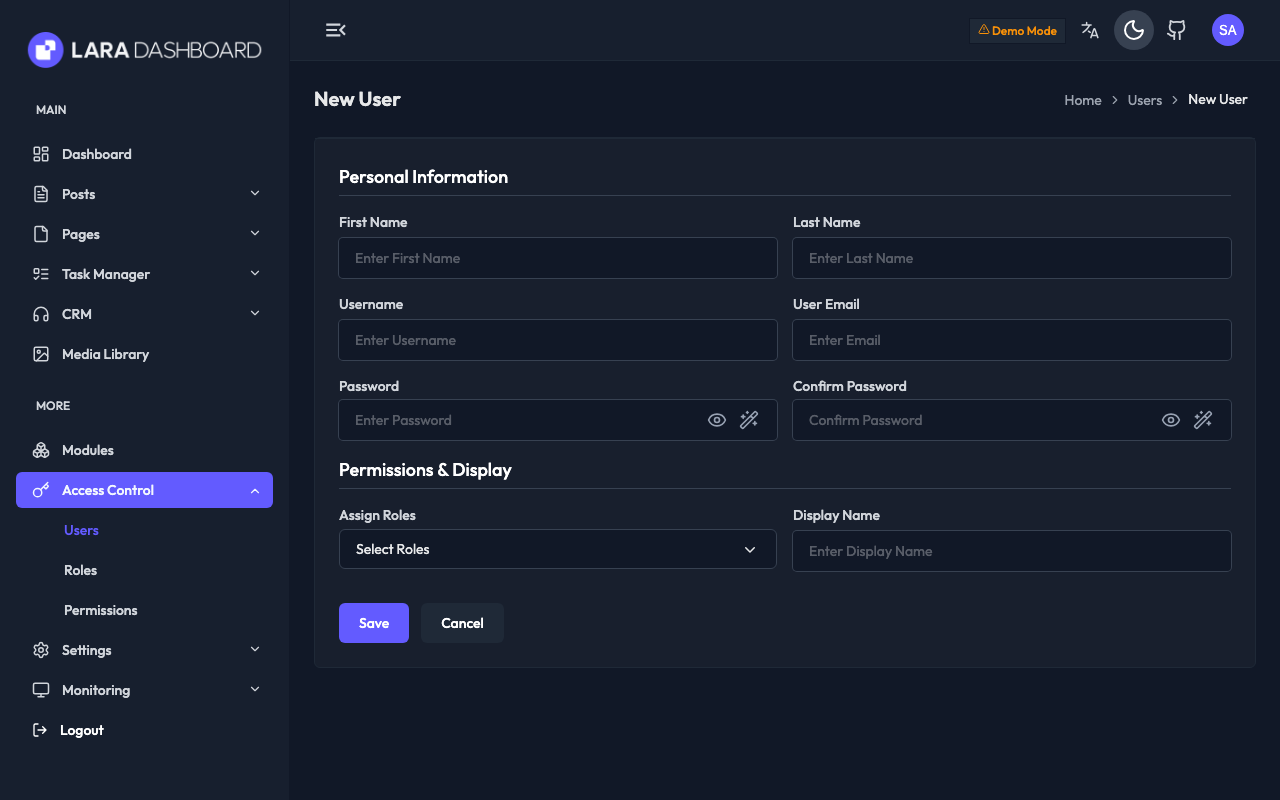 LARA DASHBOARD
MAIN
Dashboard
Posts
Pages
Task Manager
CRM
Media Library
MORE
Modules
Access Control
Users
Roles
Permissions
Settings
Monitoring
Logout
Demo Mode
SA
New User
Home > Users > New User
Personal Information
First Name
Last Name
Enter First Name
Enter Last Name
Username
User Email
Enter Username
Enter Email
Password
Confirm Password
Enter Password
Confirm Password
Permissions & Display
Assign Roles
Display Name
Select Roles
Enter Display Name
Save
Cancel